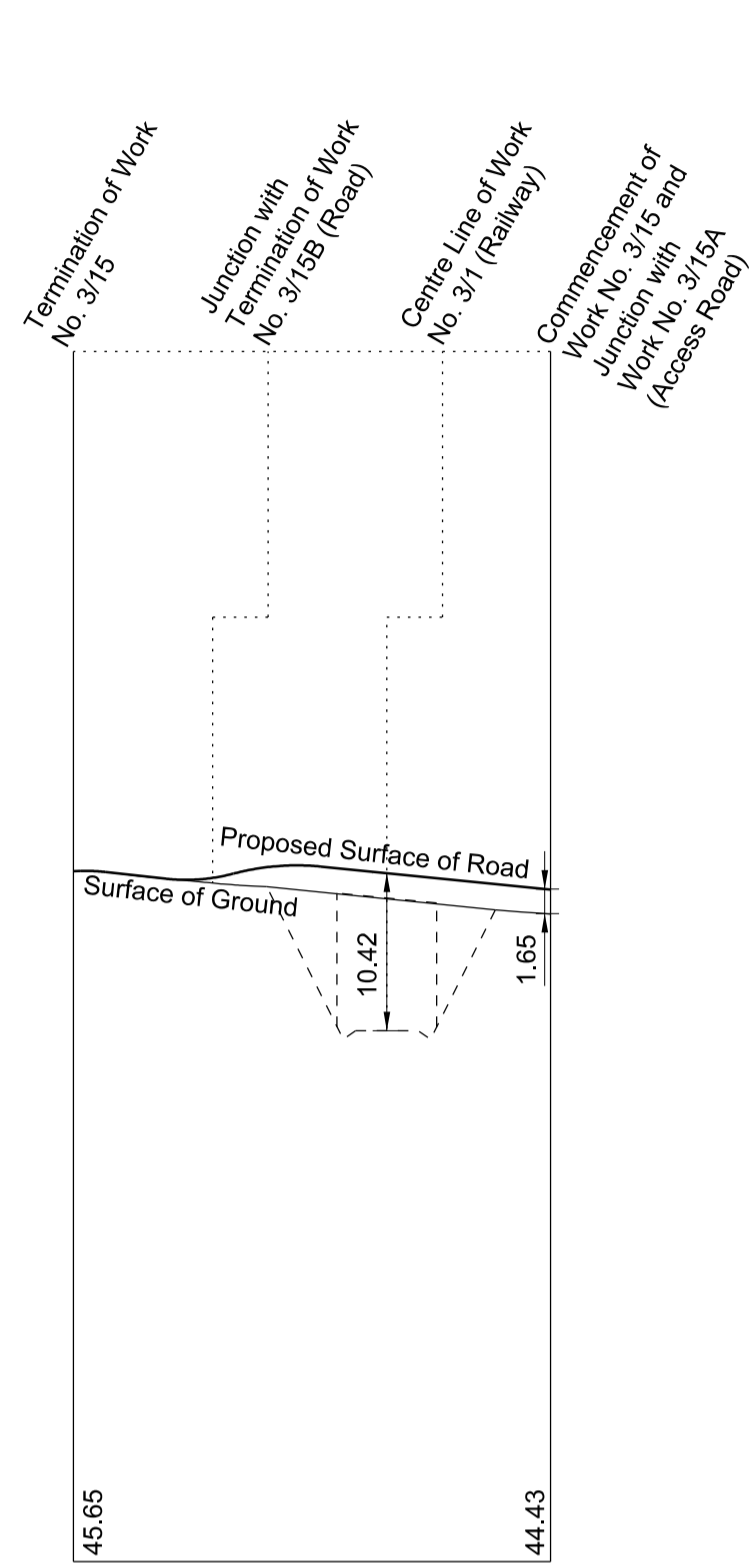 Termination of Work
No. 3/15
Junction with
Termination of Work
No. 3/15B (Road)
Centre Line of Work
No. 3/1 (Railway)
Commencement of
Work No. 3/15 and
Junction with
Work No. 3/15A
(Access Road)
Proposed Surface of Road
Surface of Ground
10.42
1.65
45.65
44.43